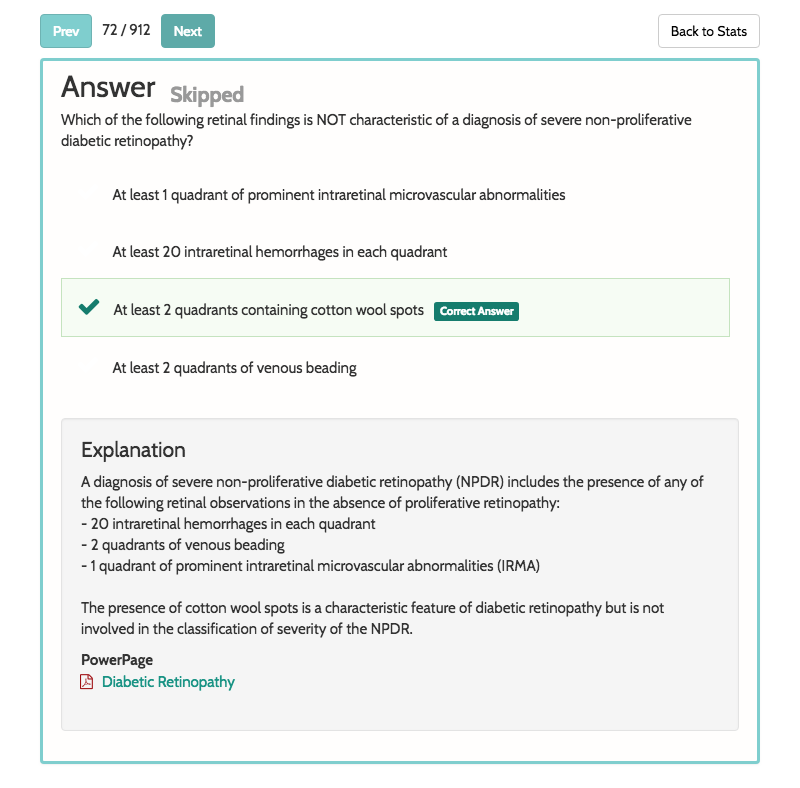 Prev 72 / 912 Next Back to Stats
Answer Skipped
Which of the following retinal findings is NOT characteristic of a diagnosis of severe non-proliferative
diabetic retinopathy?
At least 1 quadrant of prominent intraretinal microvascular abnormalities
At least 20 intraretinal hemorrhages in each quadrant
At least 2 quadrants containing cotton wool spots Correct Answer
At least 2 quadrants of venous beading
Explanation
A diagnosis of severe non-proliferative diabetic retinopathy (NPDR) includes the presence of any of
the following retinal observations in the absence of proliferative retinopathy:
- 20 intraretinal hemorrhages in each quadrant
- 2 quadrants of venous beading
- 1 quadrant of prominent intraretinal microvascular abnormalities (IRMA)
The presence of cotton wool spots is a characteristic feature of diabetic retinopathy but is not
involved in the classification of severity of the NPDR.
PowerPage
Diabetic Retinopathy